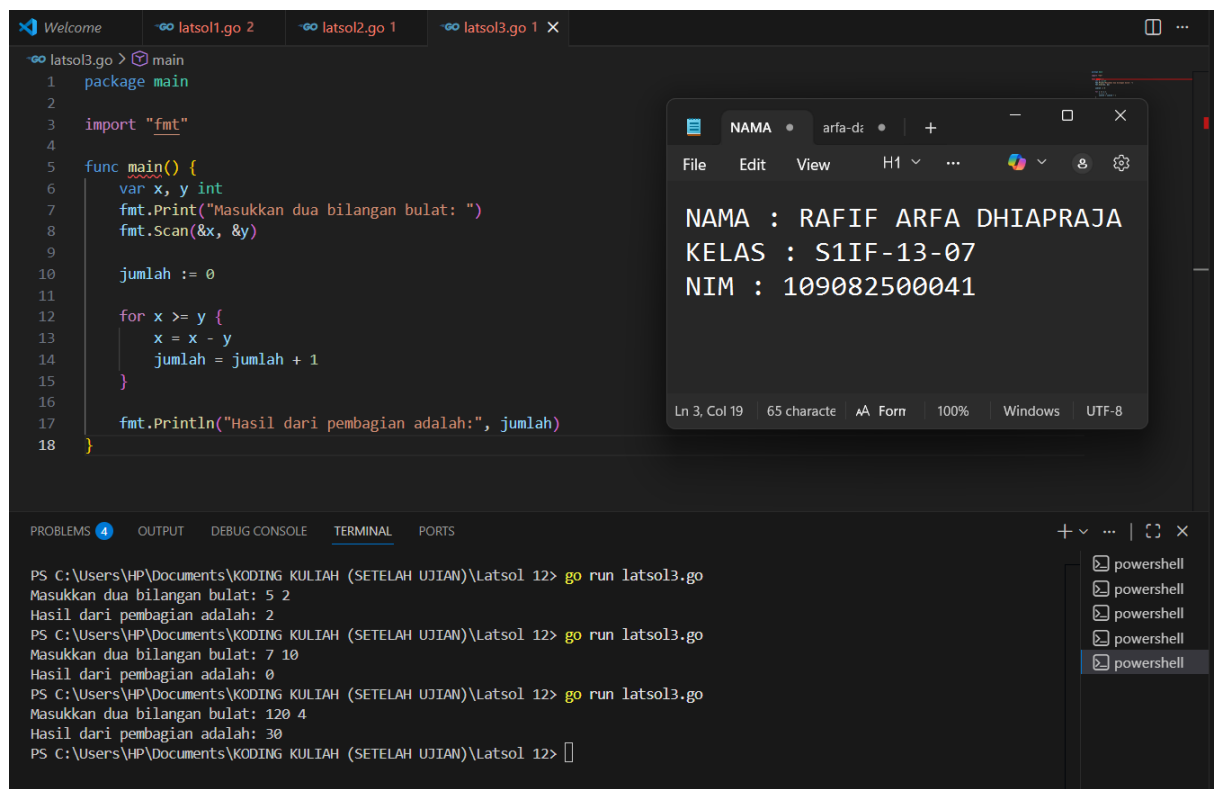 Welcome
GO latsol1.go 2
GO latsol2.go 1
GO latsol3.go 1
GO latsol3.go > main
1 package main
2
3 import "fmt"
4
5 func main() {
6 var x, y int
7 fmt.Print("Masukkan dua bilangan bulat: ")
8 fmt.Scan(&x, &y)
9
10 jumlah := 0
11
12 for x >= y {
13 x = x - y
14 jumlah = jumlah + 1
15 }
16
17 fmt.Println("Hasil dari pembagian adalah:", jumlah)
18 }
NAMA
arfa-da
File Edit View H1
NAMA : RAFIF ARFA DHIAPRAJA
KELAS : S1IF-13-07
NIM : 109082500041
Ln 3, Col 19 65 characte Forn 100% Windows UTF-8
PROBLEMS 4 OUTPUT DEBUG CONSOLE TERMINAL PORTS
PS C:\Users\HP\Documents\KODING KULIAH (SETELAH UJIAN)\Latsol 12> go run latsol3.go
Masukkan dua bilangan bulat: 5 2
Hasil dari pembagian adalah: 2
PS C:\Users\HP\Documents\KODING KULIAH (SETELAH UJIAN)\Latsol 12> go run latsol3.go
Masukkan dua bilangan bulat: 7 10
Hasil dari pembagian adalah: 0
PS C:\Users\HP\Documents\KODING KULIAH (SETELAH UJIAN)\Latsol 12> go run latsol3.go
Masukkan dua bilangan bulat: 120 4
Hasil dari pembagian adalah: 30
PS C:\Users\HP\Documents\KODING KULIAH (SETELAH UJIAN)\Latsol 12>
powershell
powershell
powershell
powershell
powershell